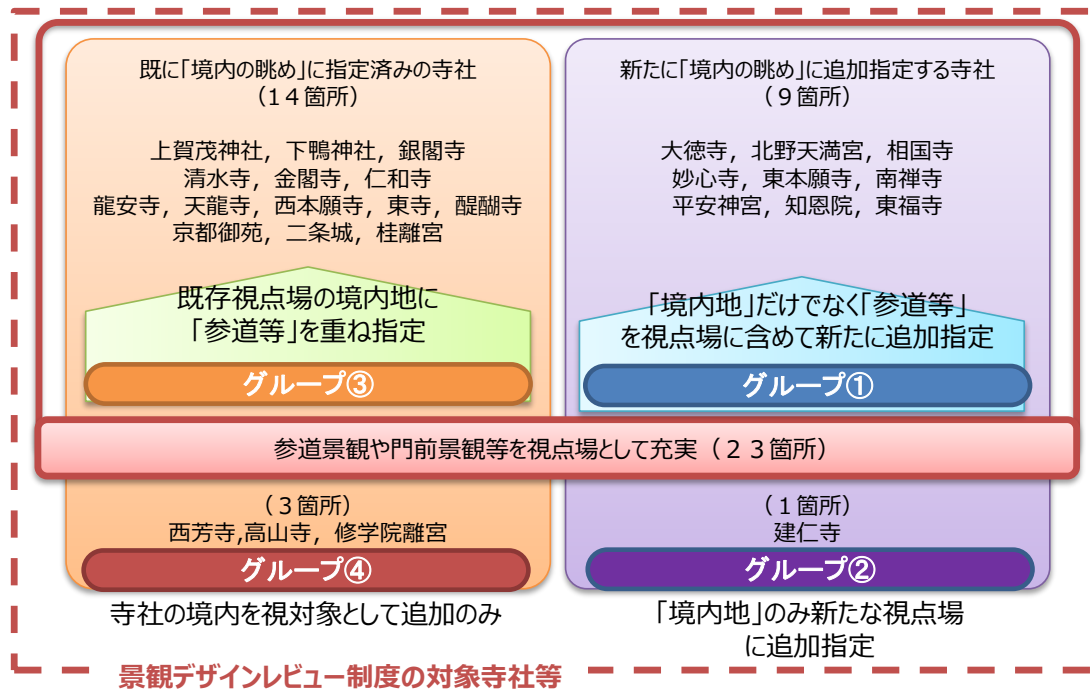 既に「境内の眺め」に指定済みの寺社
（14箇所）
上賀茂神社，下鴨神社，銀閣寺
清水寺，金閣寺，仁和寺
龍安寺，天龍寺，西本願寺，東寺，醍醐寺
京都御苑，二条城，桂離宮
既存視点場の境内地に
「参道等」を重ね指定
グループ③
新たに「境内の眺め」に追加指定する寺社
（９箇所）
大徳寺，北野天満宮，相国寺
妙心寺，東本願寺，南禅寺
平安神宮，知恩院，東福寺
「境内地」だけでなく「参道等」
を視点場に含めて新たに追加指定
グループ①
参道景観や門前景観等を視点場として充実（２３箇所）
（３箇所）
西芳寺,高山寺，修学院離宮
グループ④
寺社の境内を視対象として追加のみ
（１箇所）
建仁寺
グループ②
「境内地」のみ新たな視点場
に追加指定
景観デザインレビュー制度の対象寺社等